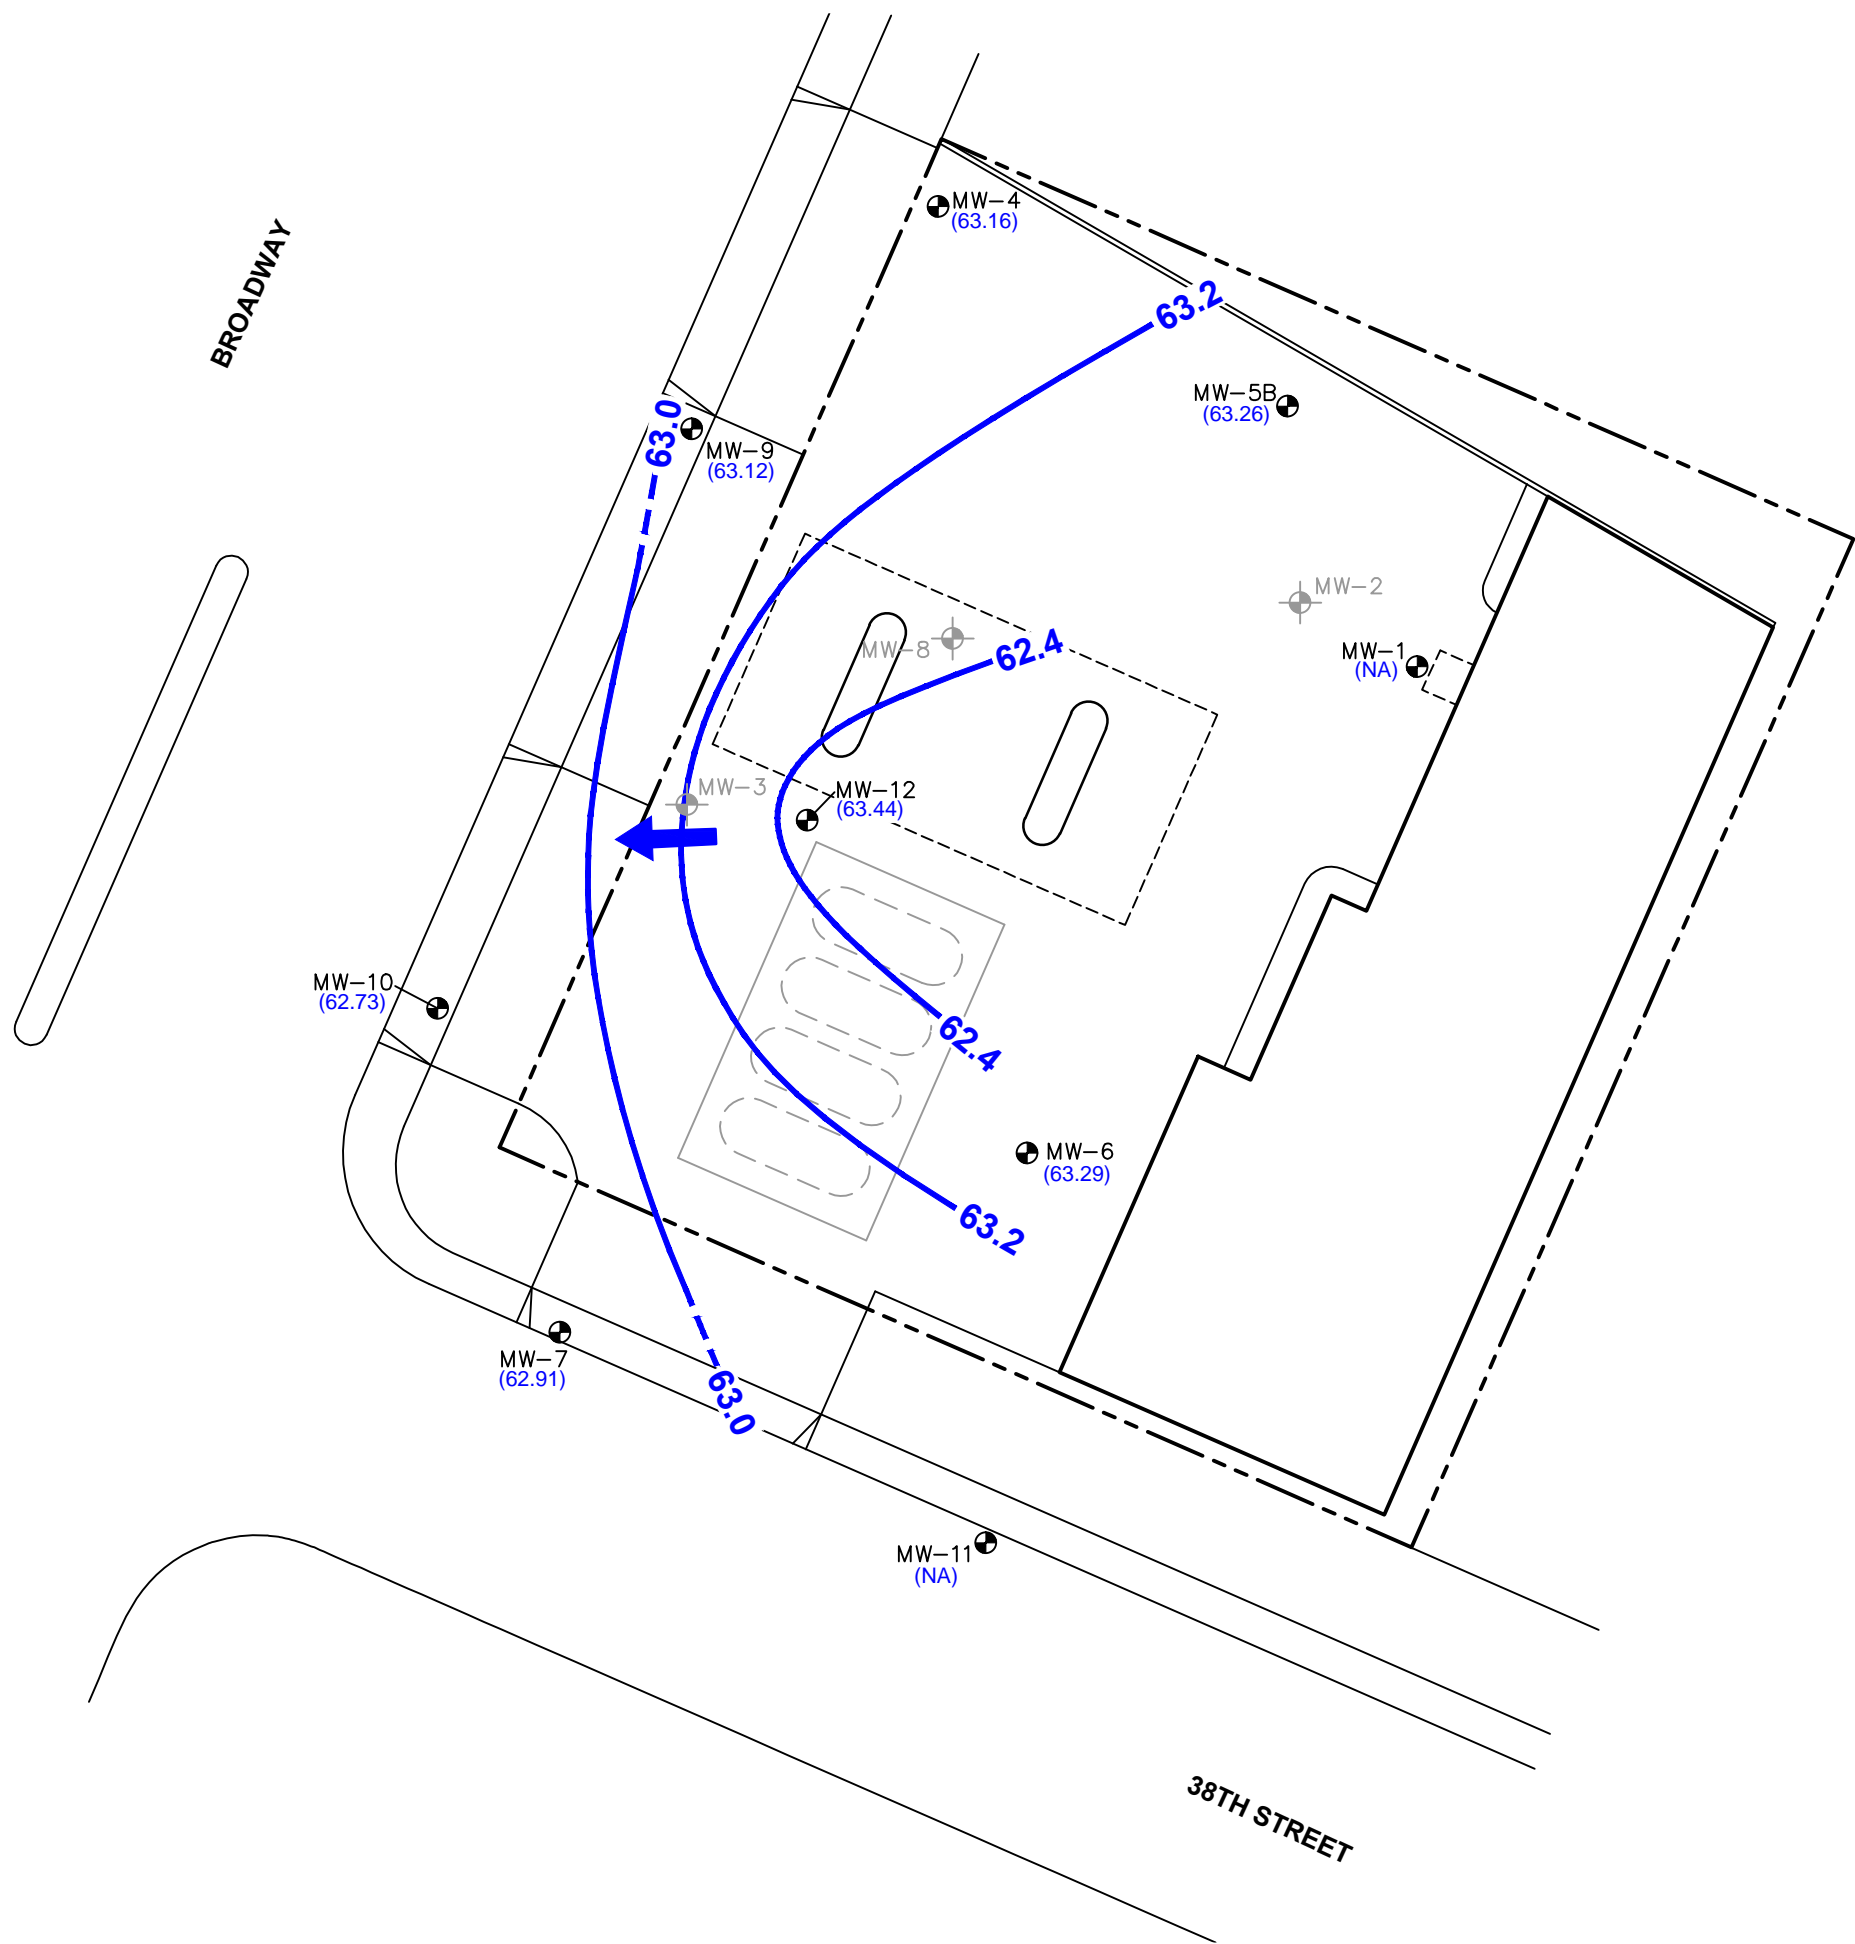 MW-4
(63.16)
BROADWAY
63.2
MW-5B
(63.26)
63.0
MW-9
(63.12)
MW-2
MW-8
62.4
MW-1
(NA)
MW-3
MW-12
(63.44)
MW-10
(62.73)
62.4
MW-6
(63.29)
63.2
MW-7
(62.91)
63.0
MW-11
(NA)
38TH STREET